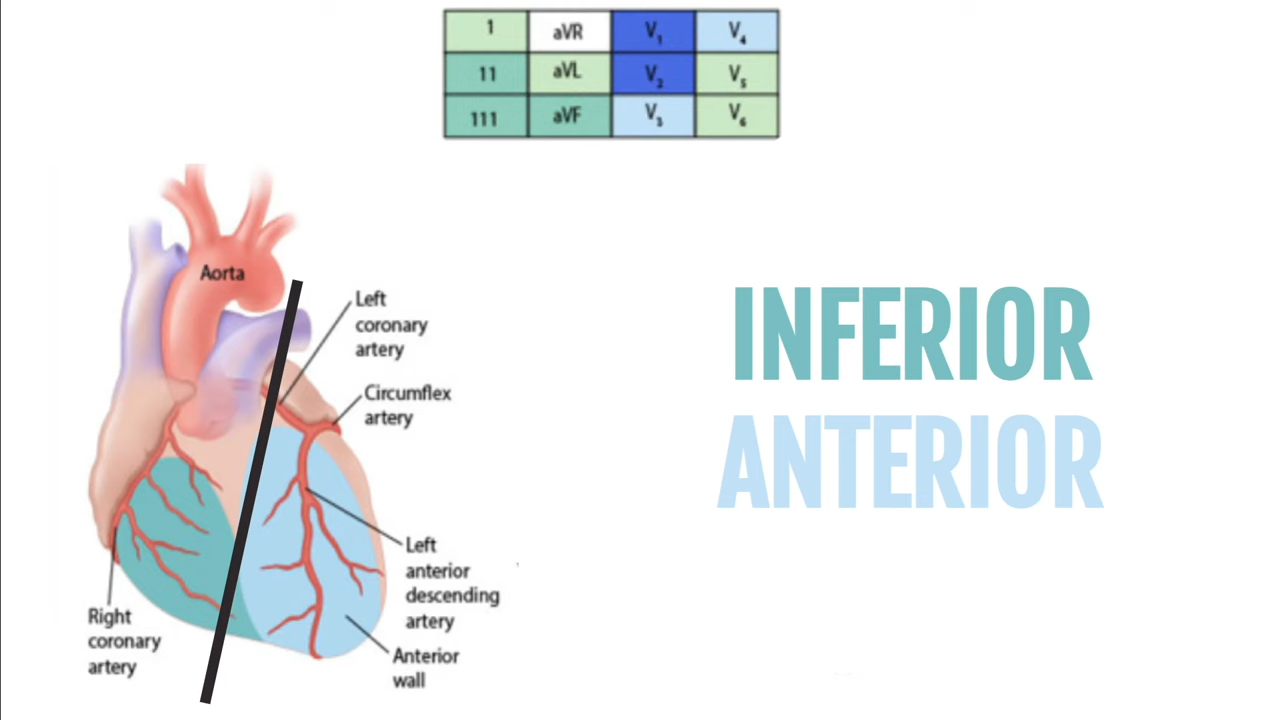 1 aVR V₁ V₄
11 aVL V₂ V₅
111 aVF V₃ V₆
Aorta
Left
coronary
artery
Circumflex
artery
INFERIOR
ANTERIOR
Left
anterior
descending
artery
Right
coronary
artery
Anterior
wall